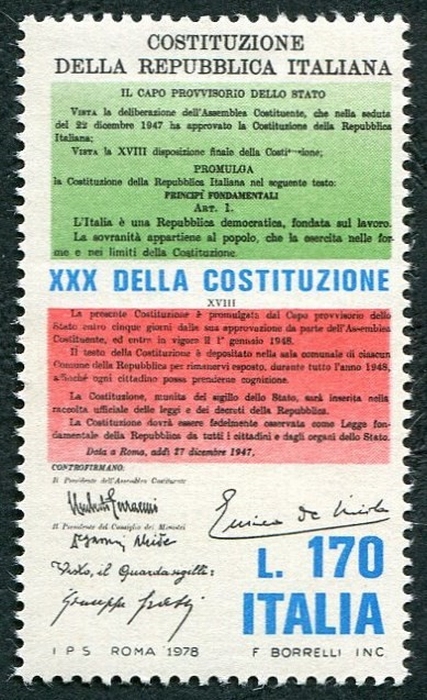 COSTITUZIONE
DELLA REPUBBLICA ITALIANA
IL CAPO PROVVISORIO DELLO STATO
VISTA la deliberazione dell'Assemblea Costituente, che nella seduta
del 22 dicembre 1947 ha approvato la Costituzione della Repubblica
Italiana;
VISTA la XVIII disposizione finale della Costituzione;
PROMULGA
la Costituzione della Repubblica Italiana nel seguente testo:
PRINCIPÎ FONDAMENTALI
ART. 1.
L'Italia è una Repubblica democratica, fondata sul lavoro.
La sovranità appartiene al popolo, che la esercita nelle for-
me e nei limiti della Costituzione.
XXX DELLA COSTITUZIONE
XVIII
La presente Costituzione è promulgata dal Capo provvisorio dello
Stato entro cinque giorni dalla sua approvazione da parte dell'Assemblea
Costituente, ed entra in vigore il 1° gennaio 1948.
Il testo della Costituzione è depositato nella sala comunale di ciascun
Comune della Repubblica per rimanervi esposto, durante tutto l'anno 1948,
affinché ogni cittadino possa prenderne cognizione.
La Costituzione, munita del sigillo dello Stato, sarà inserita nella
raccolta ufficiale delle leggi e dei decreti della Repubblica.
La Costituzione dovrà essere fedelmente osservata come Legge fon-
damentale della Repubblica da tutti i cittadini e dagli organi dello Stato.
Data a Roma, addì 27 dicembre 1947.
CONTROFIRMANO:
Il Presidente dell'Assemblea Costituente
Enrico de Nicola
Il Presidente del Consiglio dei Ministri
Visto, il Guardasigilli:
L. 170
Giuseppe Grassi
ITALIA
I P S ROMA 1978 F. BORRELLI INC.